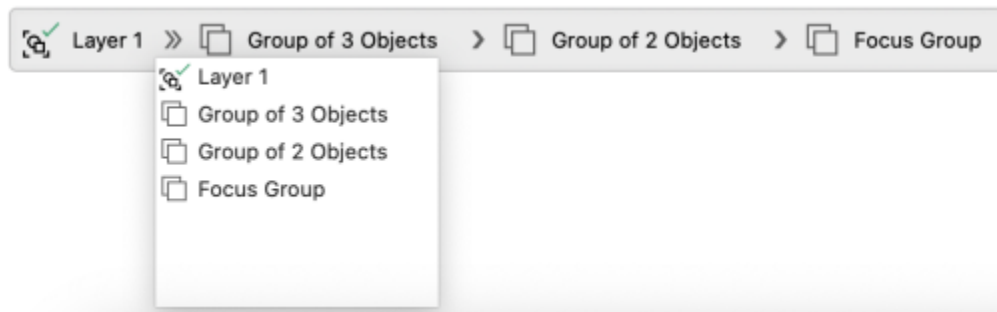 Layer 1 » Group of 3 Objects › Group of 2 Objects › Focus Group
Layer 1
Group of 3 Objects
Group of 2 Objects
Focus Group